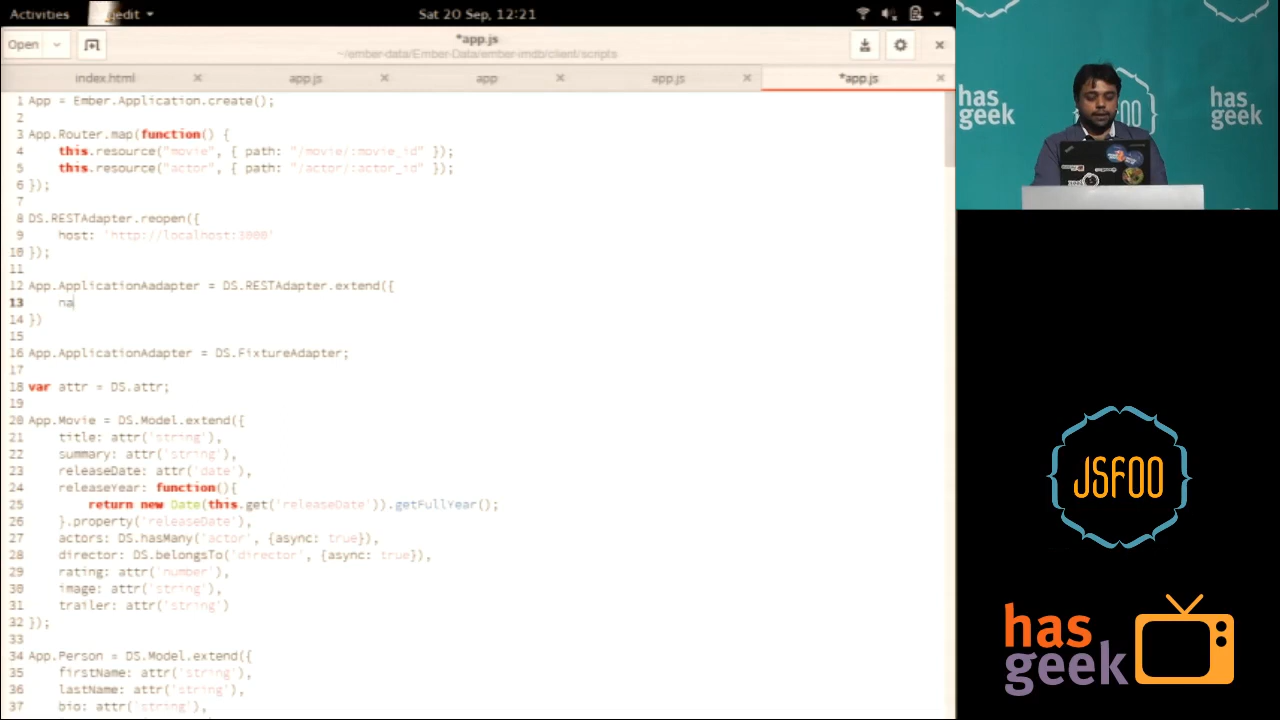 Activities
gedit
Sat 20 Sep, 12:21
Open
*app.js
~/ember-data/Ember-Data/ember-imdb/client/scripts
index.html
app.js
app
app.js
*app.js
1 App = Ember.Application.create();
2
3 App.Router.map(function() {
4 this.resource("movie", { path: "/movie/:movie_id" });
5 this.resource("actor", { path: "/actor/:actor_id" });
6 });
7
8 DS.RESTAdapter.reopen({
9 host: 'http://localhost:3000'
10 });
11
12 App.ApplicationAadapter = DS.RESTAdapter.extend({
13 na
14 })
15
16 App.ApplicationAdapter = DS.FixtureAdapter;
17
18 var attr = DS.attr;
19
20 App.Movie = DS.Model.extend({
21 title: attr('string'),
22 summary: attr('string'),
23 releaseDate: attr('date'),
24 releaseYear: function(){
25 return new Date(this.get('releaseDate')).getFullYear();
26 }.property('releaseDate'),
27 actors: DS.hasMany('actor', {async: true}),
28 director: DS.belongsTo('director', {async: true}),
29 rating: attr('number'),
30 image: attr('string'),
31 trailer: attr('string')
32 });
33
34 App.Person = DS.Model.extend({
35 firstName: attr('string'),
36 lastName: attr('string'),
37 bio: attr('string'),
has
geek
FOO
has
geek
JSFOO
has
geek